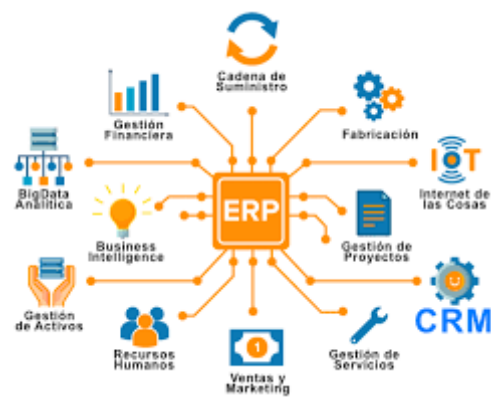 Cadena de
Suministro
Gestión
Financiera
Fabricación
BigData
Analítica
IOT
Internet de
las Cosas
ERP
Business
Intelligence
Gestión de
Proyectos
Gestión
de Activos
CRM
Recursos
Humanos
1
Ventas y
Marketing
Gestión de
Servicios